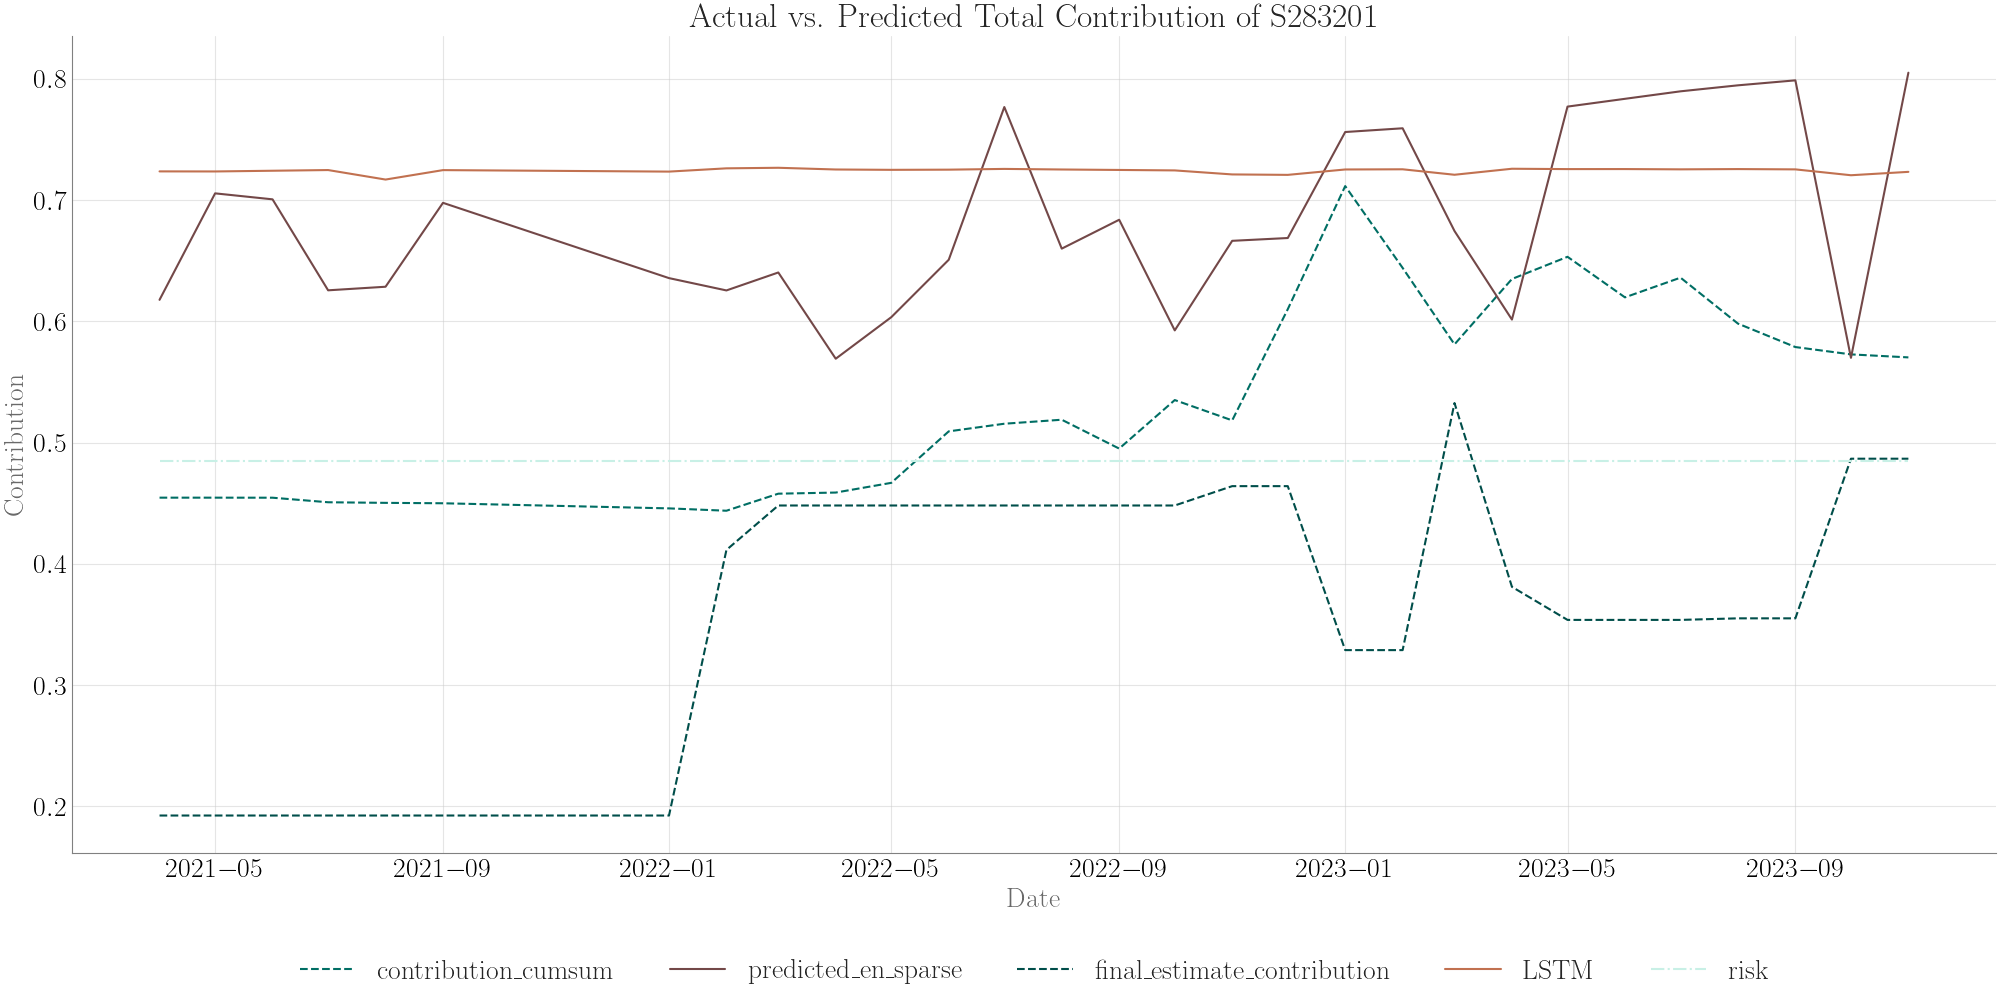 Actual vs. Predicted Total Contribution of S283201
Contribution
0.8
0.7
0.6
0.5
0.4
0.3
0.2
2021−05 2021−09 2022−01 2022−05 2022−09 2023−01 2023−05 2023−09
Date
contribution_cumsum predicted_en_sparse final_estimate_contribution LSTM risk